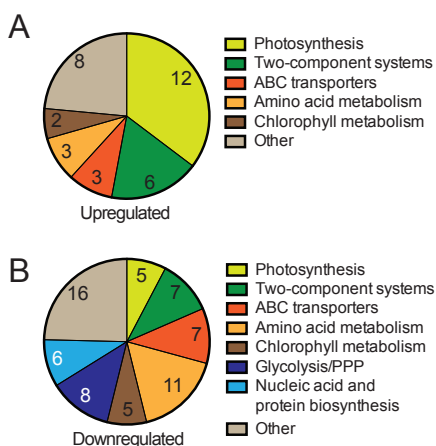 A
8
12
2
3
3
6
Upregulated
Photosynthesis
Two-component systems
ABC transporters
Amino acid metabolism
Chlorophyll metabolism
Other
B
5
16
7
7
6
11
8
5
Downregulated
Photosynthesis
Two-component systems
ABC transporters
Amino acid metabolism
Chlorophyll metabolism
Glycolysis/PPP
Nucleic acid and
protein biosynthesis
Other